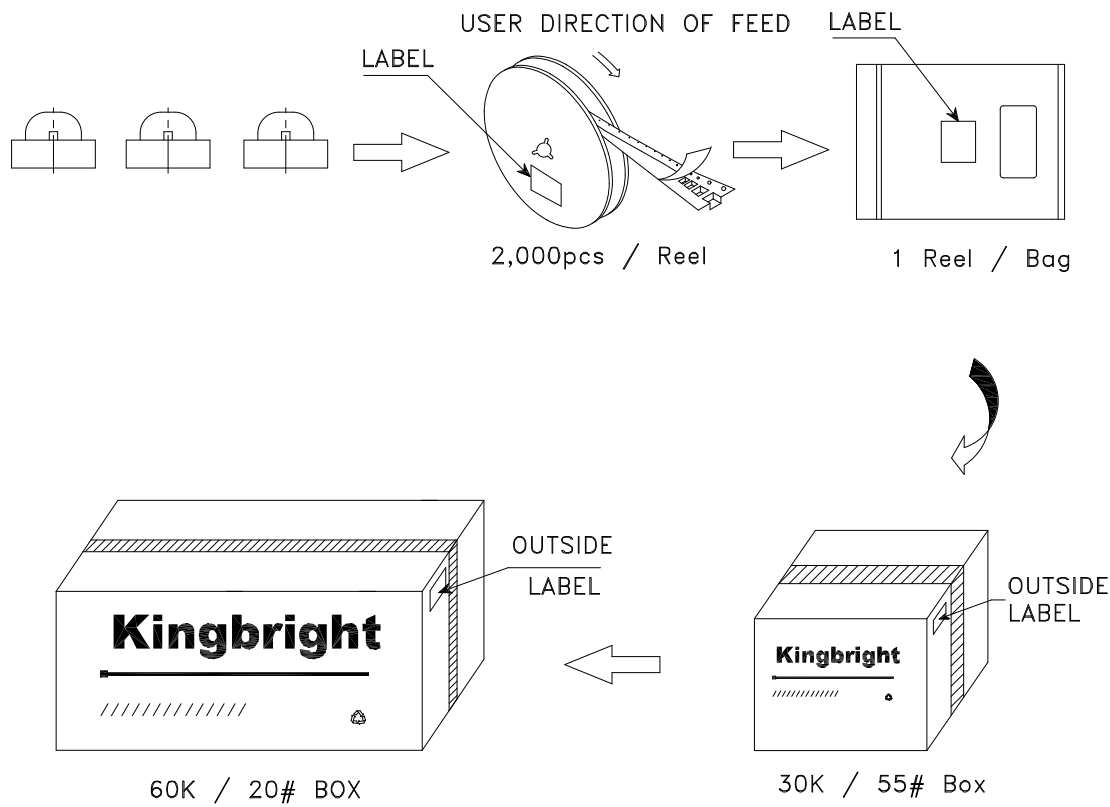 USER DIRECTION OF FEED
LABEL
LABEL
2,000pcs / Reel
1 Reel / Bag
OUTSIDE
LABEL
Kingbright
60K / 20# BOX
OUTSIDE
LABEL
Kingbright
30K / 55# Box